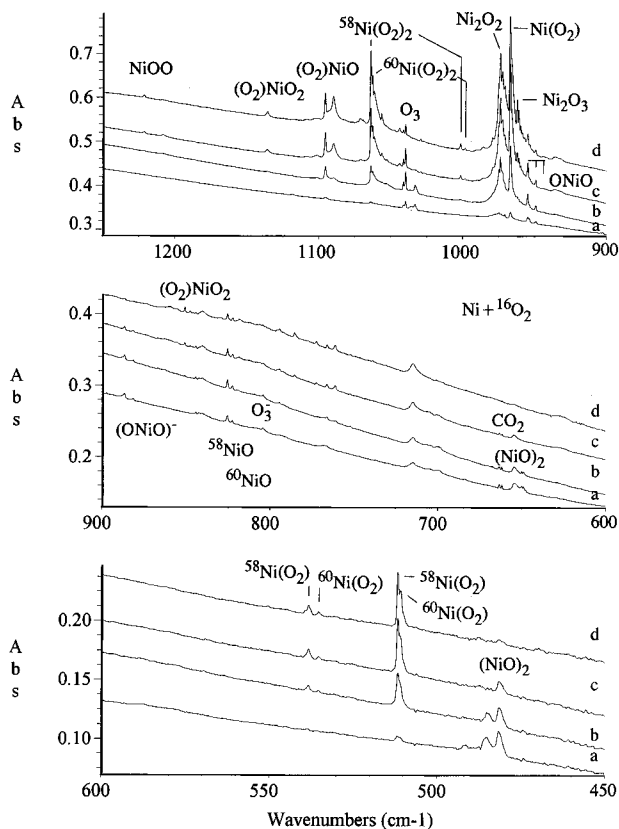 Ni₂O₂
⁵⁸Ni(O₂)₂
Ni(O₂)
0.7
(O₂)NiO
⁶⁰Ni(O₂)₂
NiOO
(O₂)NiO₂
Ni₂O₃
A
b
s
0.6
O₃
0.5
d
c
0.4
ONiO
b
0.3
a
1200
1100
1000
900
(O₂)NiO₂
Ni + ¹⁶O₂
0.4
A
b
s
0.3
d
O₃⁻
CO₂
c
(ONiO)⁻
⁵⁸NiO
(NiO)₂
b
0.2
⁶⁰NiO
a
900
800
700
600
⁵⁸Ni(O₂)
⁶⁰Ni(O₂)
⁵⁸Ni(O₂)
⁶⁰Ni(O₂)
0.20
d
A
b
s
(NiO)₂
c
0.15
b
0.10
a
600
550
500
450
Wavenumbers (cm-1)